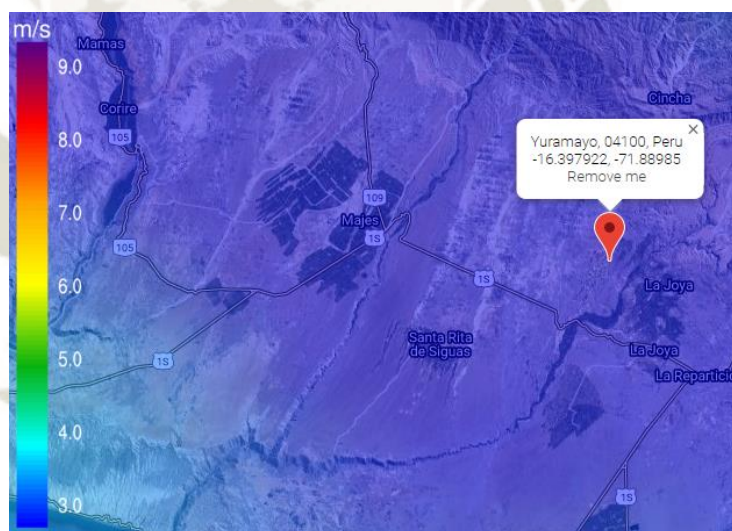 m/s
9.0
8.0
7.0
6.0
5.0
4.0
3.0
Mamas
Corire
105
Cincha
×
Yuramayo, 04100, Peru
-16.397922, -71.88985
Remove me
109
Majes
1S
105
1S
La Joya
1S
Santa Rita
de Siguas
La Joya
La Reparticio
1S